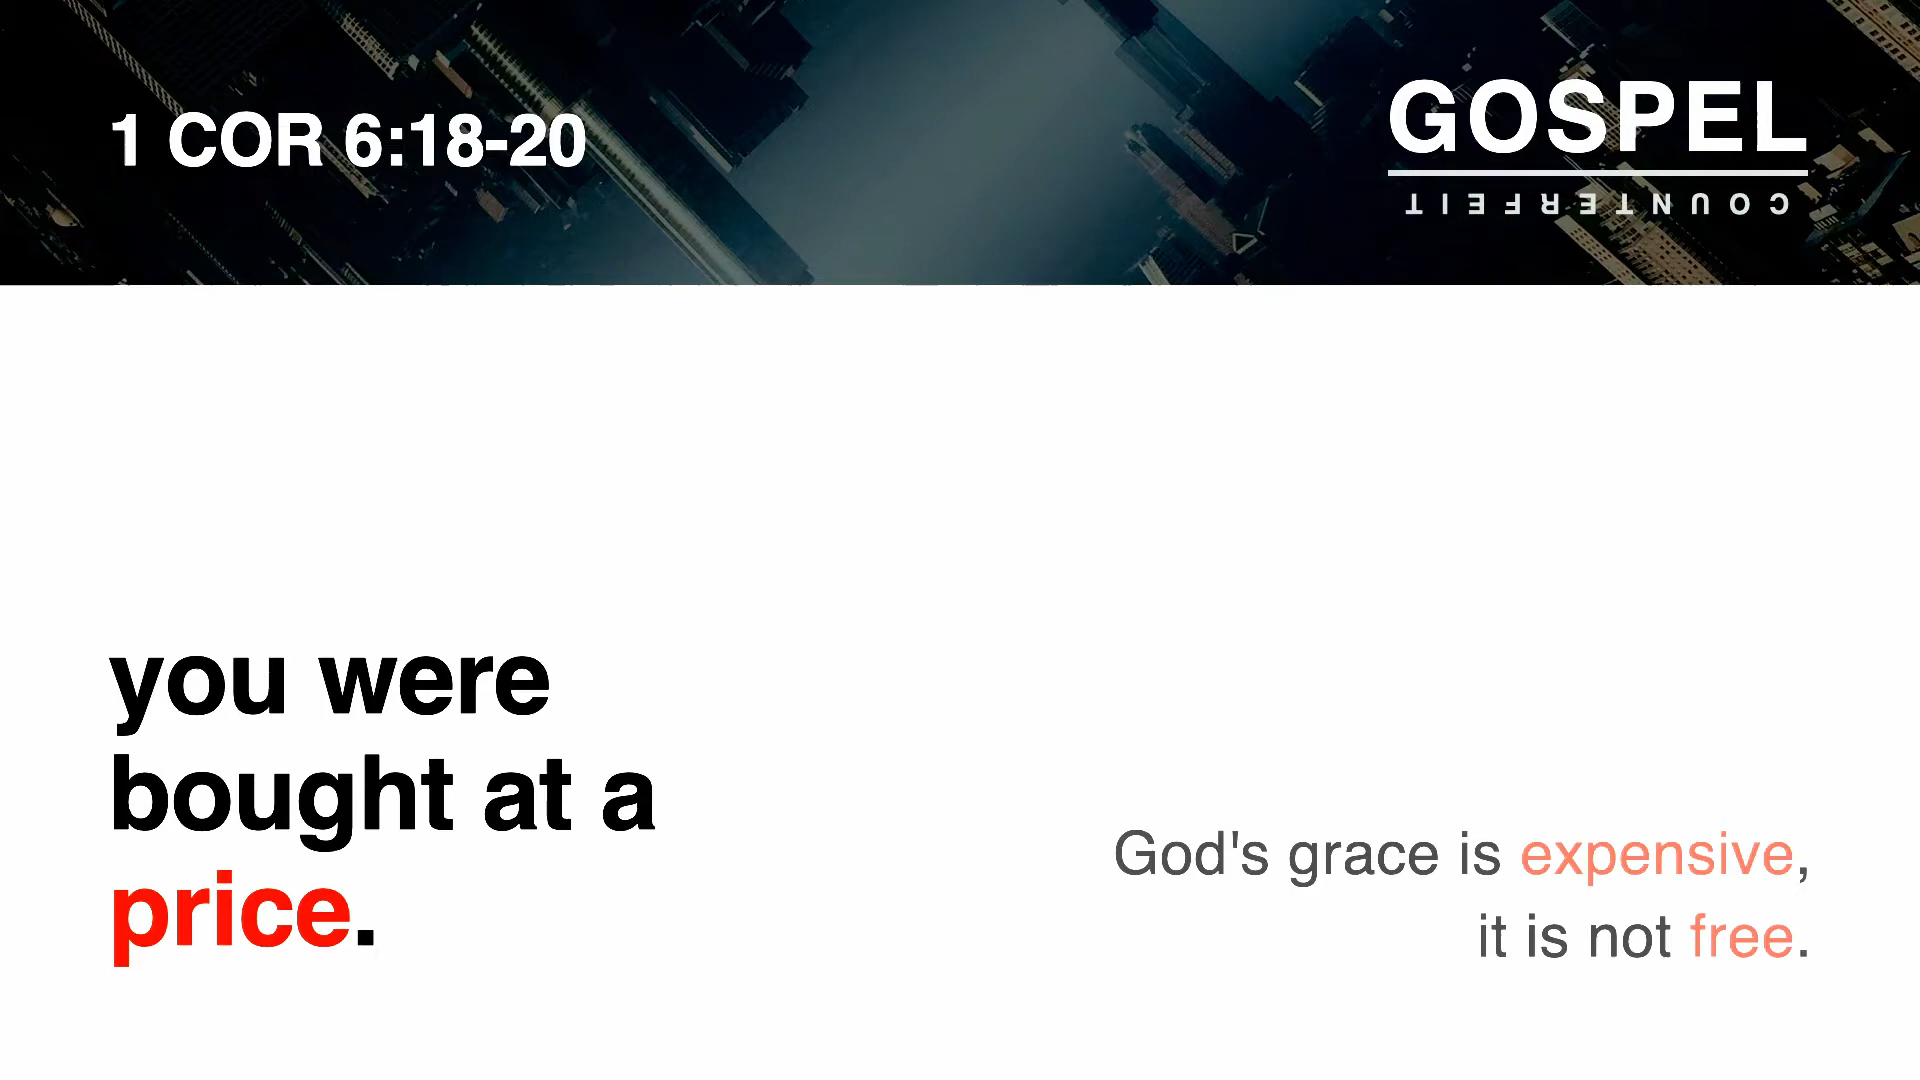 1 COR 6:18-20
GOSPEL
COUNTERFEIT
you were
bought at a
price.
God's grace is expensive,
it is not free.